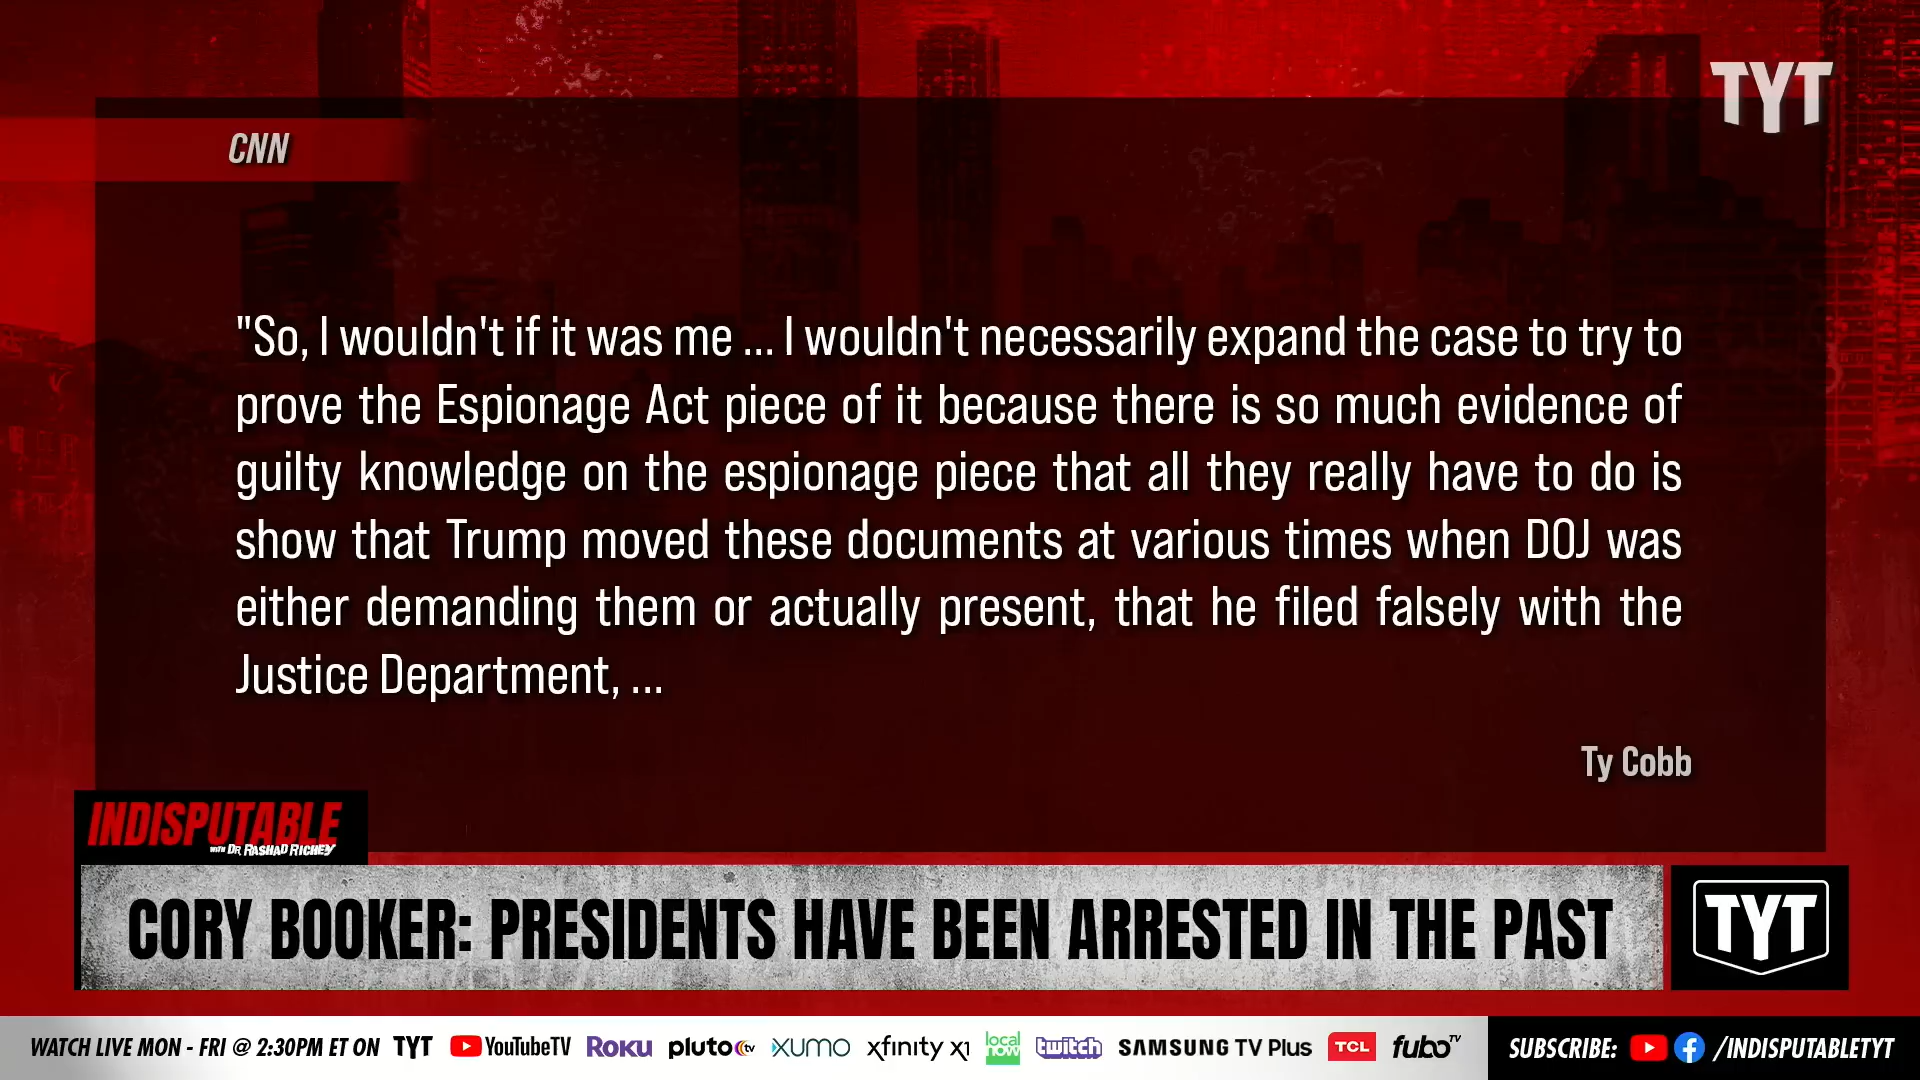 TYT
CNN
"So, I wouldn't if it was me ... I wouldn't necessarily expand the case to try to
prove the Espionage Act piece of it because there is so much evidence of
guilty knowledge on the espionage piece that all they really have to do is
show that Trump moved these documents at various times when DOJ was
either demanding them or actually present, that he filed falsely with the
Justice Department, ...
Ty Cobb
INDISPUTABLE
WITH DR RASHAD RICHEY
CORY BOOKER: PRESIDENTS HAVE BEEN ARRESTED IN THE PAST
TYT
WATCH LIVE MON - FRI @ 2:30PM ET ON TYT YouTubeTV ROKU pluto tv XUMO xfinity x1 local now twitch SAMSUNG TV Plus TCL fubo TV SUBSCRIBE: /INDISPUTABLETYT